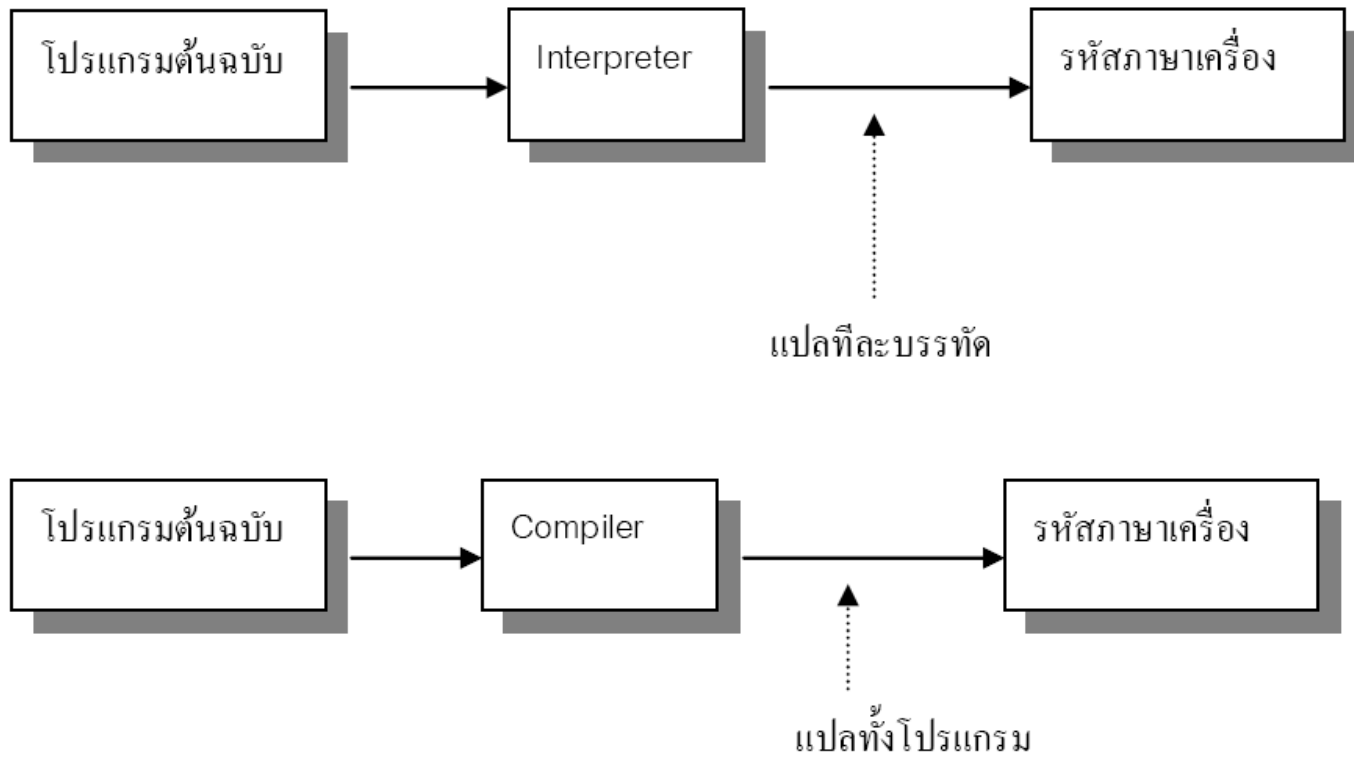 โปรแกรมต้นฉบับ
Interpreter
รหัสภาษาเครื่อง
แปลทีละบรรทัด
โปรแกรมต้นฉบับ
Compiler
รหัสภาษาเครื่อง
แปลทั้งโปรแกรม